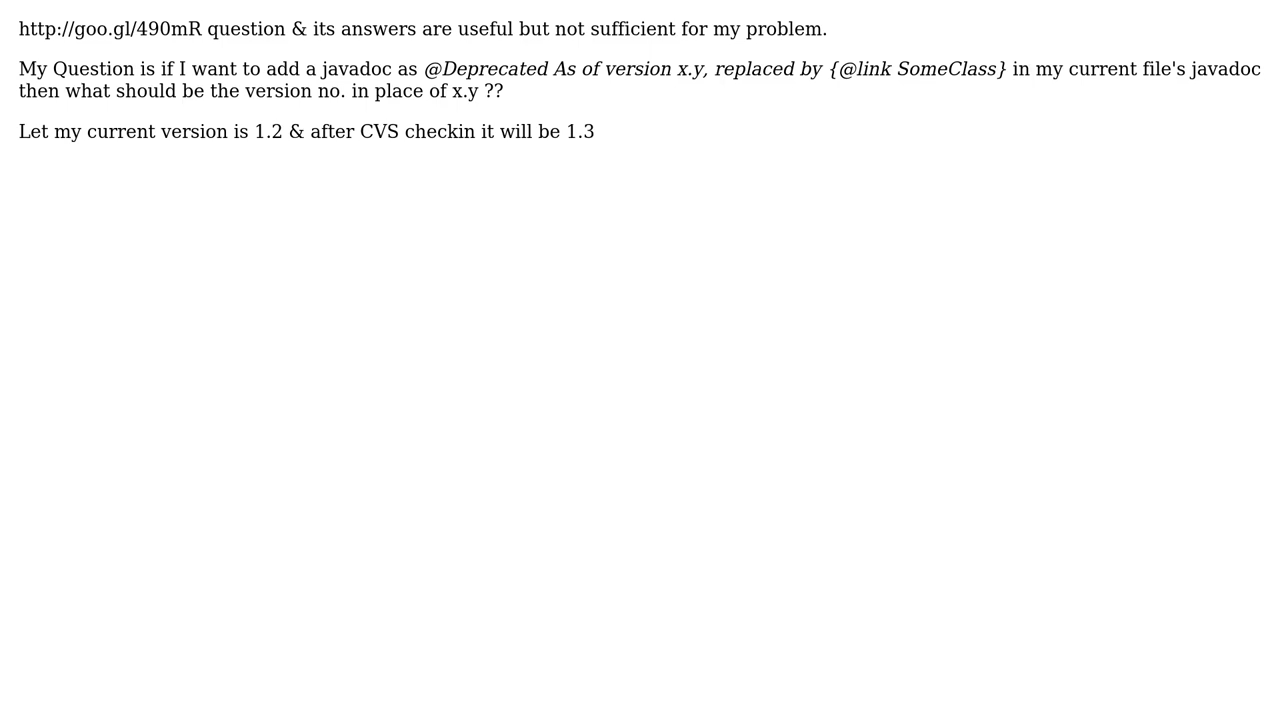 http://goo.gl/490mR question & its answers are useful but not sufficient for my problem.
My Question is if I want to add a javadoc as @Deprecated As of version x.y, replaced by {@link SomeClass} in my current file's javadoc
then what should be the version no. in place of x.y ??
Let my current version is 1.2 & after CVS checkin it will be 1.3